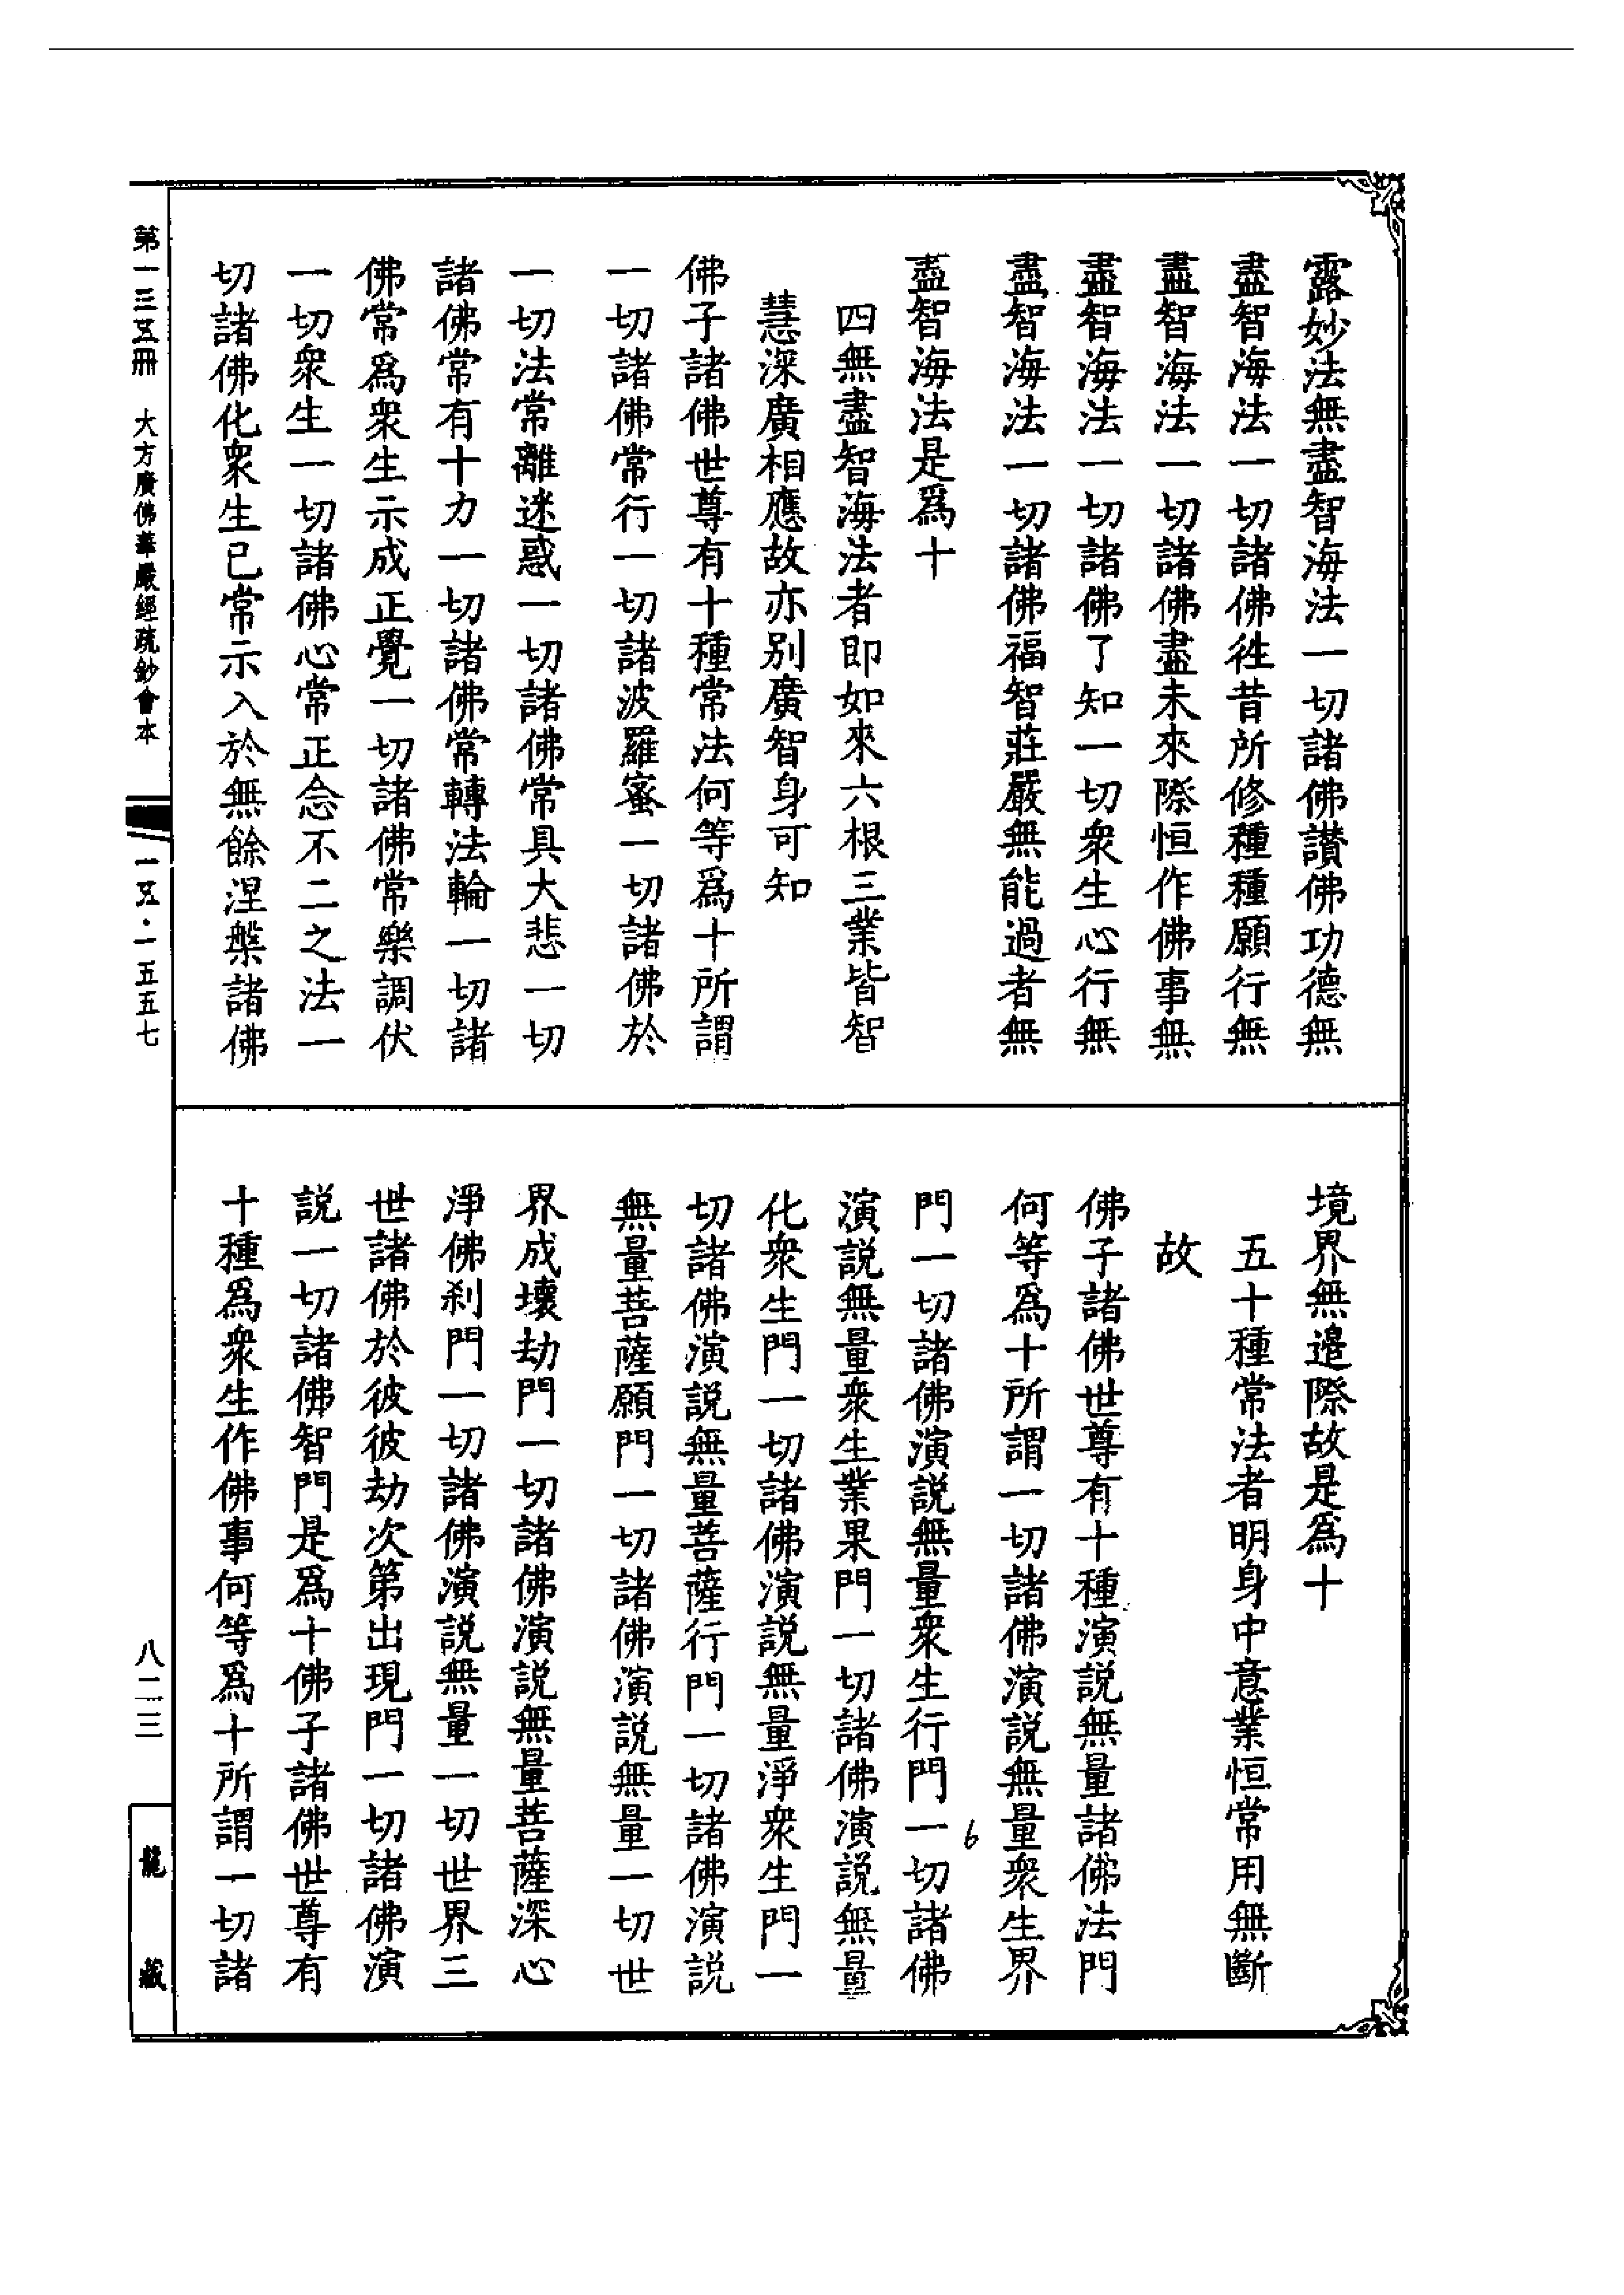 露妙法無盡智海法一切諸佛讃佛功德無
盡智海法一切諸佛徃昔所修種種願行無
盡智海法一切諸佛盡未來際恒作佛事無
盡智海法一切諸佛了知一切衆生心行無
盡智海法一切諸佛福智莊嚴無能過者無
盡智海法是爲十
四無盡智海法者即如來六根三業皆智
慧深廣相應故亦別廣智身可知
佛子諸佛世尊有十種常法何等爲十所謂
一切諸佛常行一切諸波羅蜜一切諸佛於
一切法常離迷惑一切諸佛常具大悲一切
諸佛常有十力一切諸佛常轉法輪一切諸
佛常爲衆生示成正覺一切諸佛常樂調伏
一切衆生一切諸佛心常正念不二之法一
切諸佛化衆生已常示入於無餘涅槃諸佛
境界無邊際故是爲十
五十種常法者明身中意業恒常用無斷
故
佛子諸佛世尊有十種演説無量諸佛法門
何等爲十所謂一切諸佛演説無量衆生界
門一切諸佛演説無量衆生行門一切諸佛
演説無量衆生業果門一切諸佛演説無量
化衆生門一切諸佛演説無量淨衆生門一
切諸佛演説無量菩薩行門一切諸佛演説
無量菩薩願門一切諸佛演説無量一切世
界成壞劫門一切諸佛演説無量菩薩深心
淨佛刹門一切諸佛演説無量一切世界三
世諸佛於彼彼劫次第出現門一切諸佛演
説一切諸佛智門是爲十佛子諸佛世尊有
十種爲衆生作佛事何等爲十所謂一切諸
6
第一三五冊 大方廣佛華嚴經疏鈔會本
一五·一五五七
八二三
龍藏